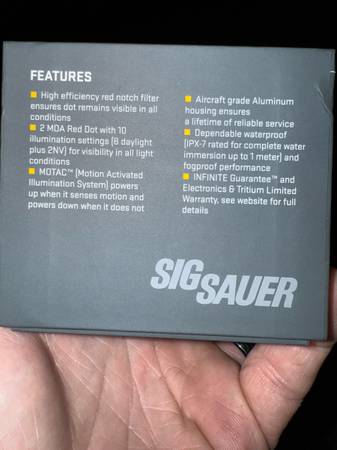 FEATURES
■ High efficiency red notch filter
ensures dot remains visible in all
conditions
■ 2 MOA Red Dot with 10
illumination settings (8 daylight
plus 2NV) for visibility in all light
conditions
■ MOTAC™ (Motion Activated
Illumination System) powers
up when it senses motion and
powers down when it does not
■ Aircraft grade Aluminum
housing ensures
a lifetime of reliable service
■ Dependable waterproof
(IPX-7 rated for complete water
immersion up to 1 meter) and
fogproof performance
■ INFINITE Guarantee™ and
Electronics & Tritium Limited
Warranty, see website for full
details
SIG SAUER